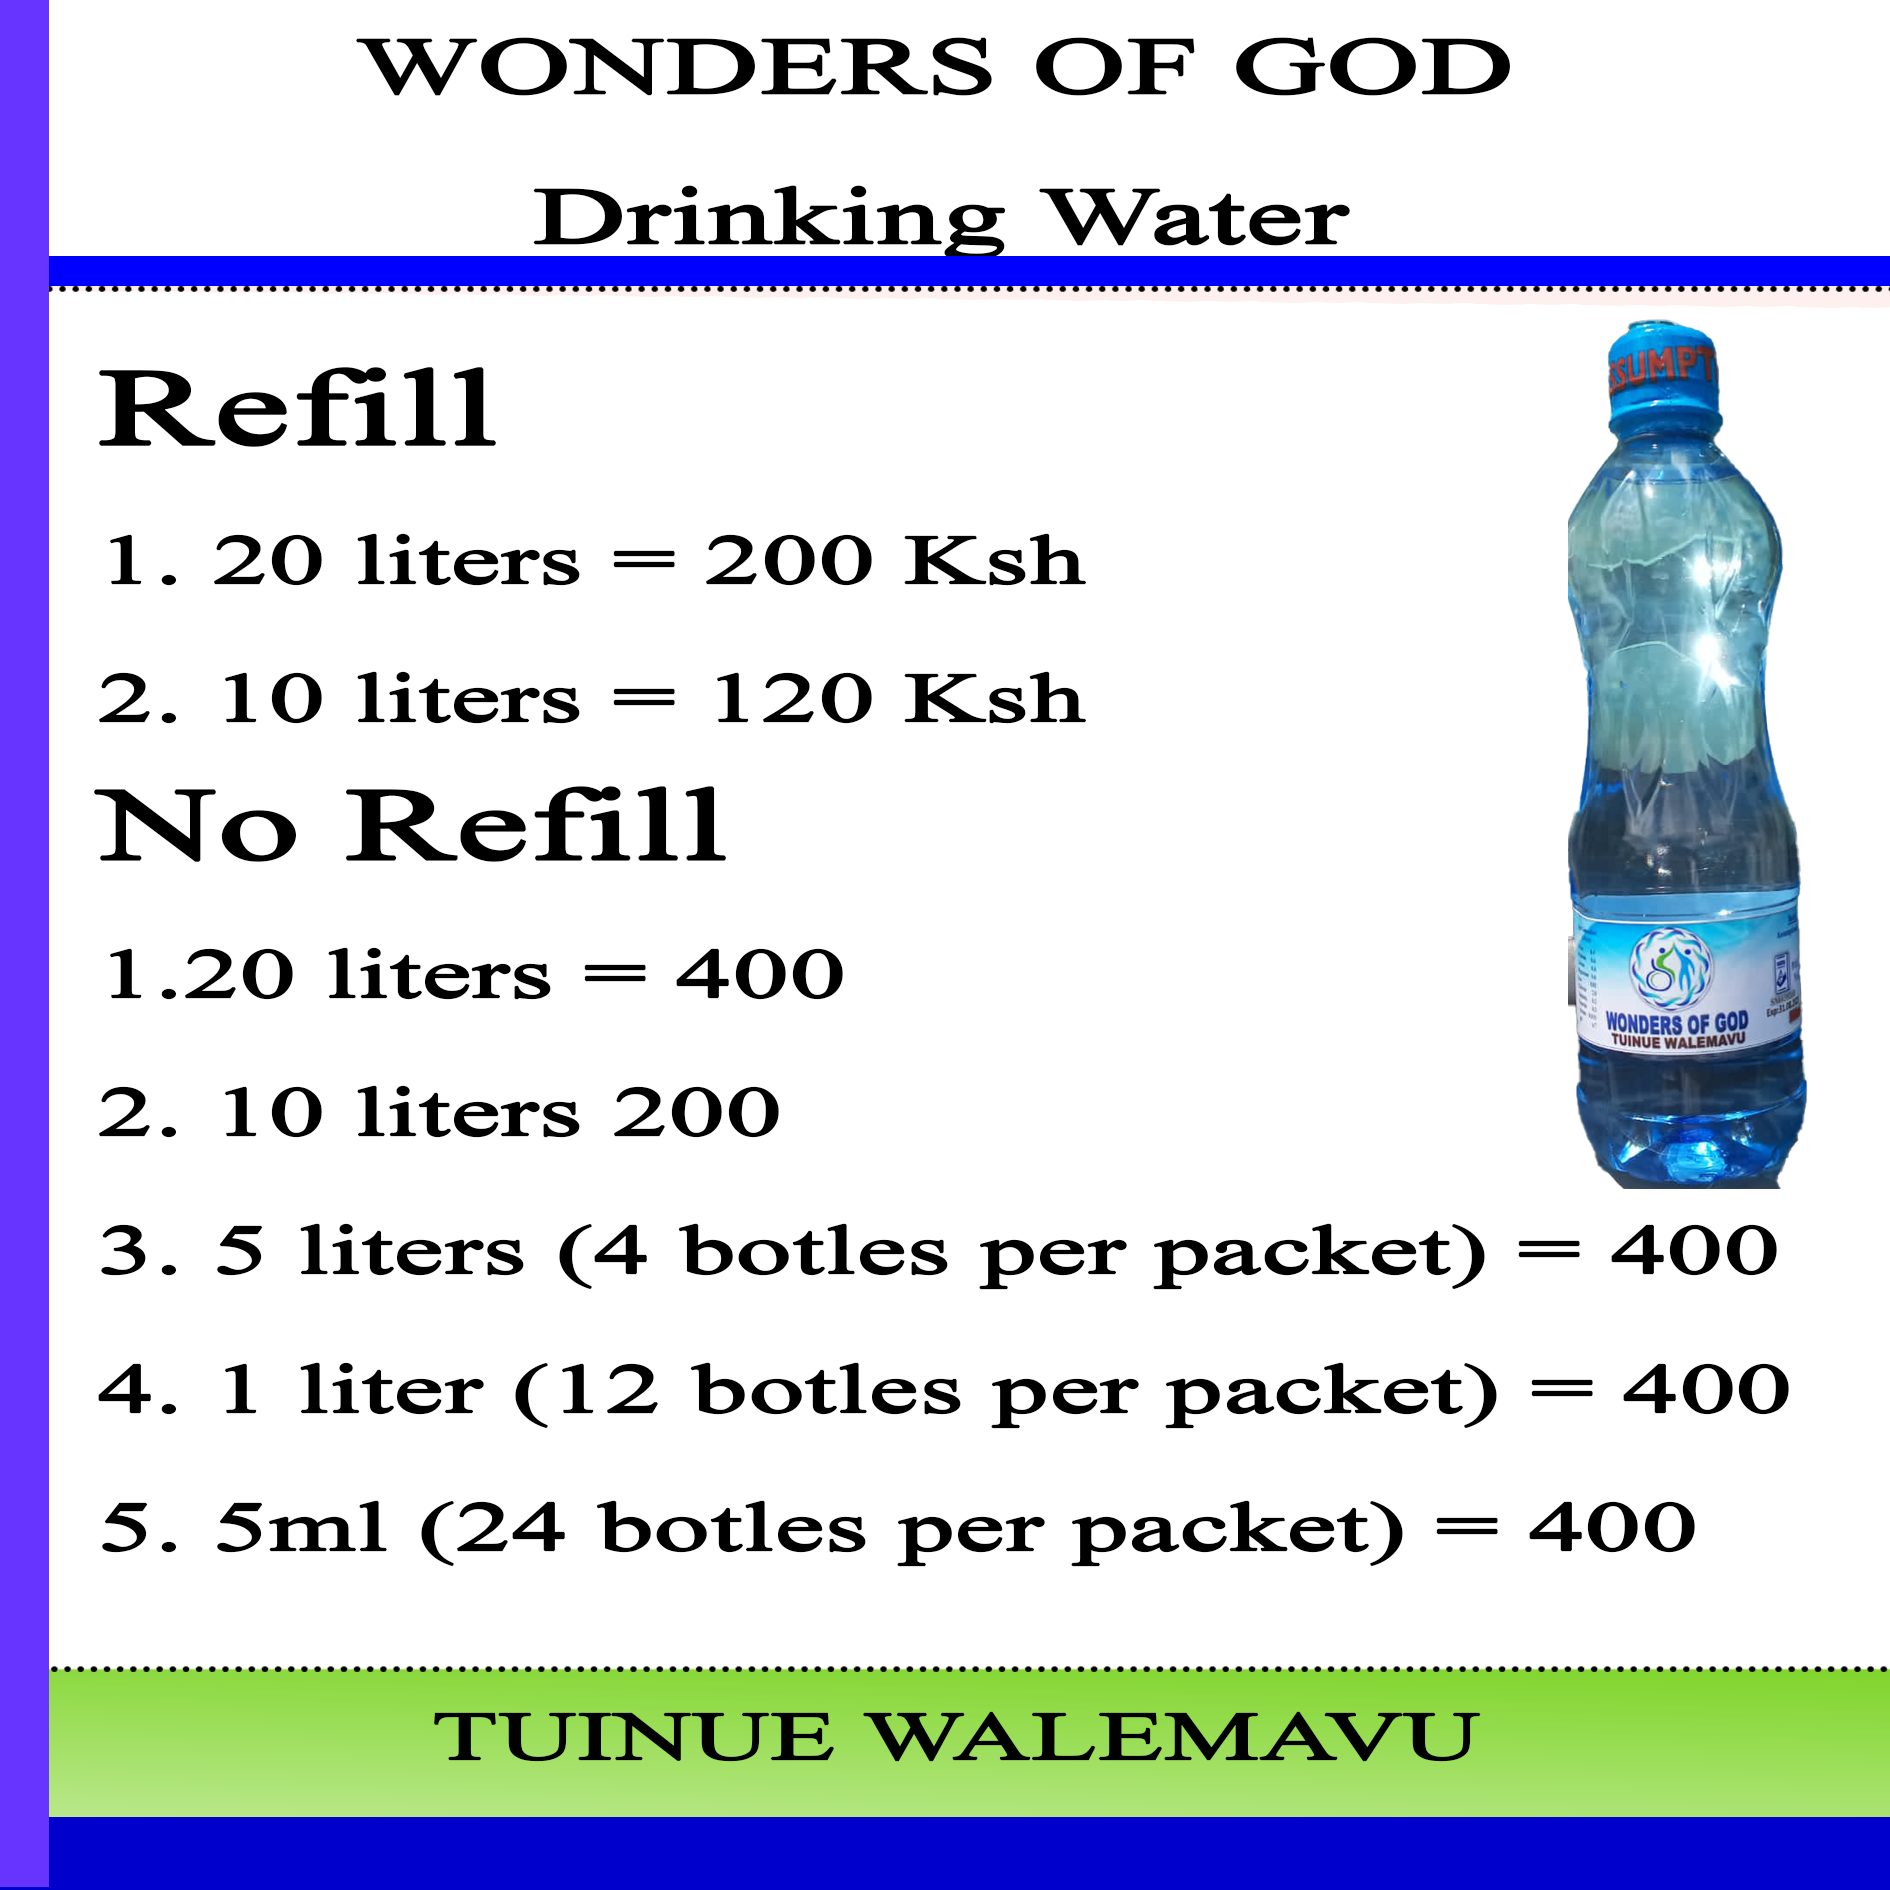 WONDERS OF GOD
Drinking Water
Refill
1. 20 liters = 200 Ksh
2. 10 liters = 120 Ksh
No Refill
1.20 liters = 400
2. 10 liters 200
3. 5 liters (4 botles per packet) = 400
4. 1 liter (12 botles per packet) = 400
5. 5ml (24 botles per packet) = 400
SSUMPT
WONDERS OF GOD
TUINUE WALEMAVU
TUINUE WALEMAVU